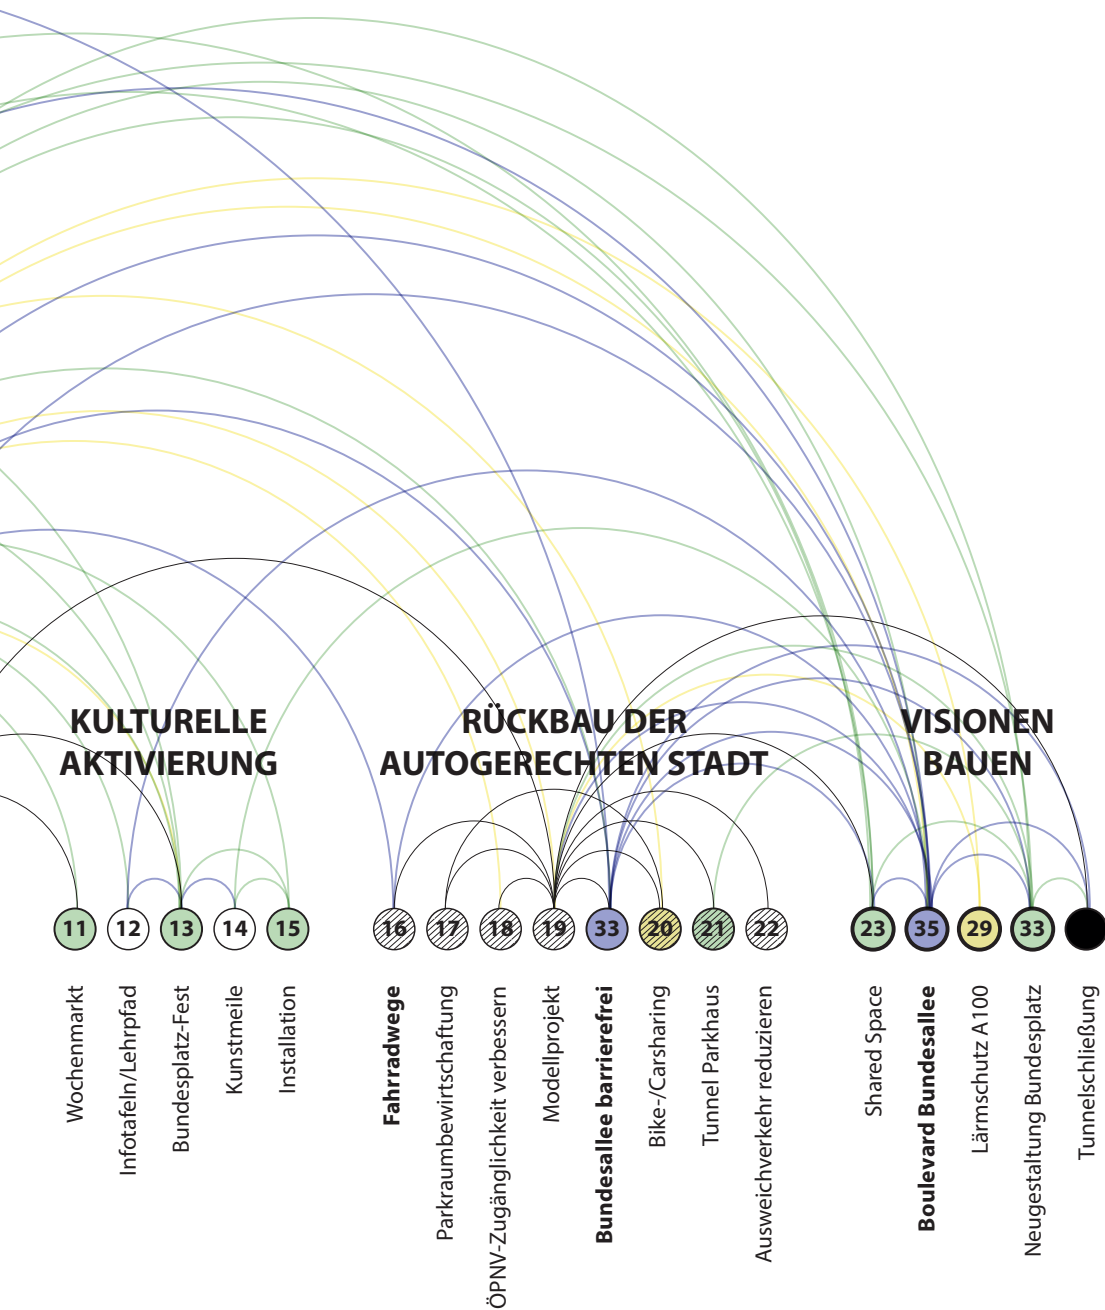 KULTURELLE
AKTIVIERUNG
RÜCKBAU DER
AUTOGERECHTEN STADT
VISIONEN
BAUEN
11
12
13
14
15
16
17
18
19
33
20
21
22
23
35
29
33
Wochenmarkt
Infotafeln/Lehrpfad
Bundesplatz-Fest
Kunstmeile
Installation
Fahrradwege
Parkraumbewirtschaftung
ÖPNV-Zugänglichkeit verbessern
Modellprojekt
Bundesallee barrierefrei
Bike-/Carsharing
Tunnel Parkhaus
Ausweichverkehr reduzieren
Shared Space
Boulevard Bundesallee
Lärmschutz A100
Neugestaltung Bundesplatz
Tunnelschließung